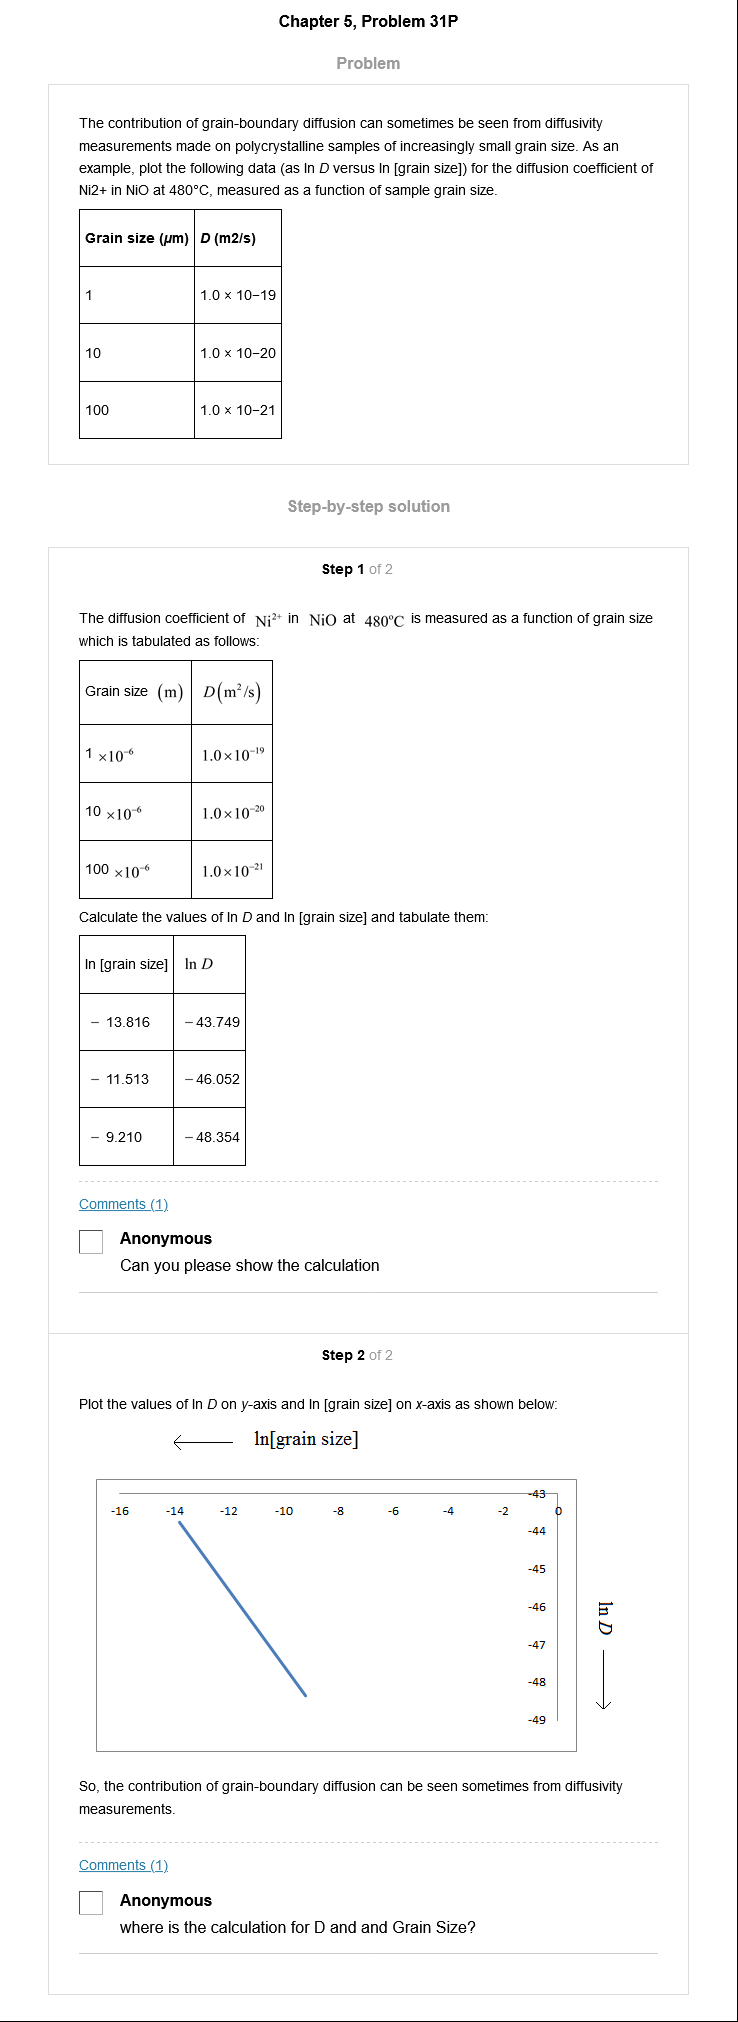 Chapter 5, Problem 31P
Problem
The contribution of grain-boundary diffusion can sometimes be seen from diffusivity
measurements made on polycrystalline samples of increasingly small grain size. As an
example, plot the following data (as ln D versus ln [grain size]) for the diffusion coefficient of
Ni2+ in NiO at 480°C, measured as a function of sample grain size.
Grain size (μm) D (m2/s)
1 1.0 × 10−19
10 1.0 × 10−20
100 1.0 × 10−21
Step-by-step solution
Step 1 of 2
The diffusion coefficient of Ni²⁺ in NiO at 480°C is measured as a function of grain size
which is tabulated as follows:
Grain size (m) D(m²/s)
1 ×10⁻⁶ 1.0×10⁻¹⁹
10 ×10⁻⁶ 1.0×10⁻²⁰
100 ×10⁻⁶ 1.0×10⁻²¹
Calculate the values of ln D and ln [grain size] and tabulate them:
ln [grain size] ln D
− 13.816 −43.749
− 11.513 −46.052
− 9.210 −48.354
Comments (1)
Anonymous
Can you please show the calculation
Step 2 of 2
Plot the values of ln D on y-axis and ln [grain size] on x-axis as shown below:
ln[grain size]
-43
-16 -14 -12 -10 -8 -6 -4 -2 0
-44
-45
-46
-47
-48
-49
ln D
So, the contribution of grain-boundary diffusion can be seen sometimes from diffusivity
measurements.
Comments (1)
Anonymous
where is the calculation for D and and Grain Size?